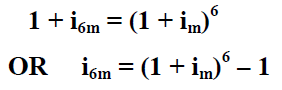 1 + i₆ₘ = (1 + iₘ)⁶
OR i₆ₘ = (1 + iₘ)⁶ – 1